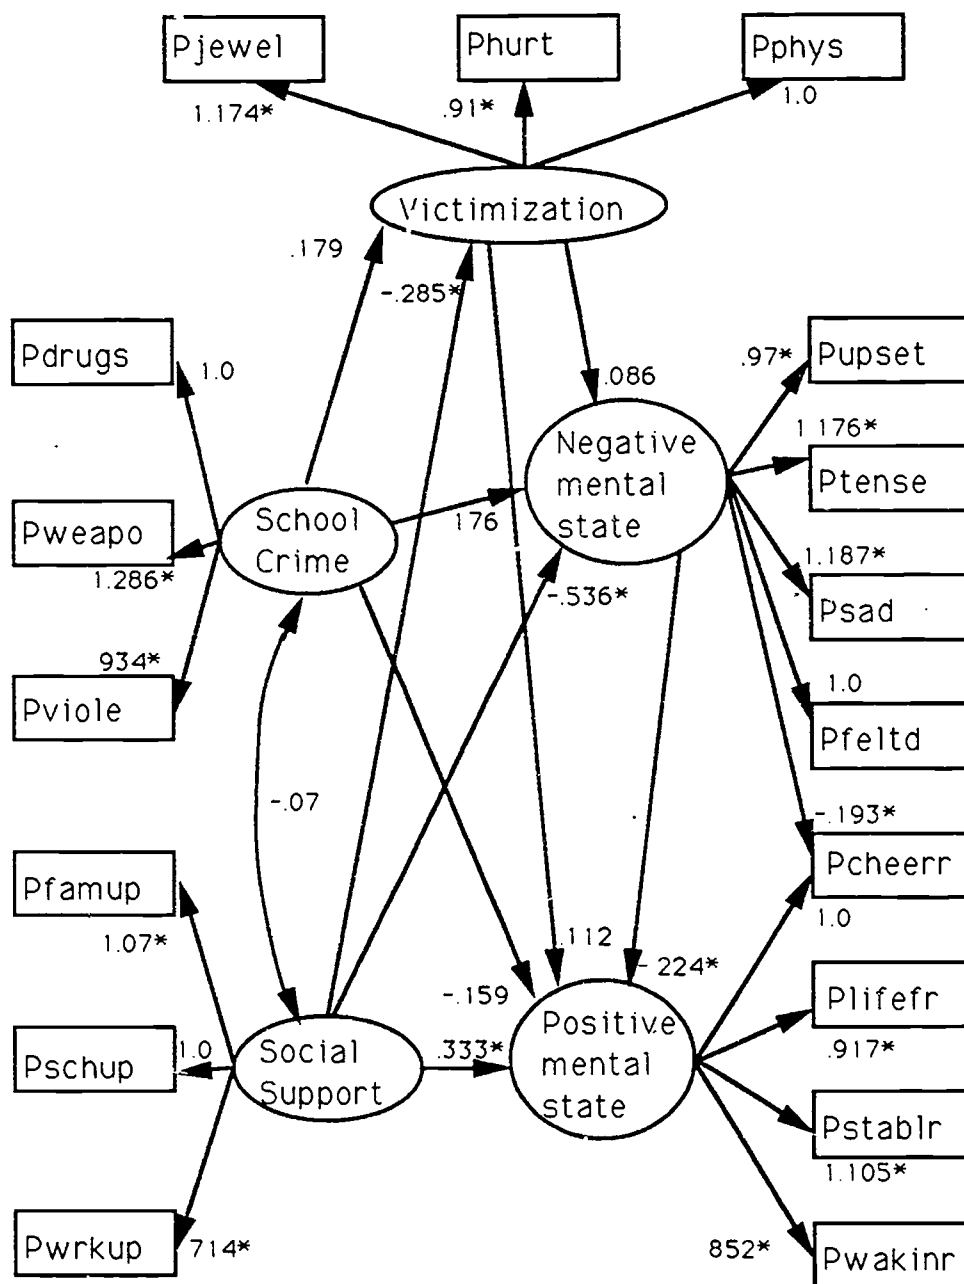 Pjewel
Phurt
Pphys
1.174*
.91*
1.0
Victimization
.179
-.285*
Pdrugs
1.0
.086
.97*
Pupset
Negative
mental
state
1 176*
Ptense
Pweapo
School
Crime
176
1.286*
-.536*
1.187*
Psad
934*
Pviole
1.0
Pfeltd
-.07
-.193*
Pcheerr
1.0
Pfamup
1.07*
.112
- 224*
-.159
Plifefr
.917*
Pschup
1.0
Social
Support
.333*
Positive
mental
state
Pstablr
1.105*
Pwrkup
714*
852*
Pwakinr